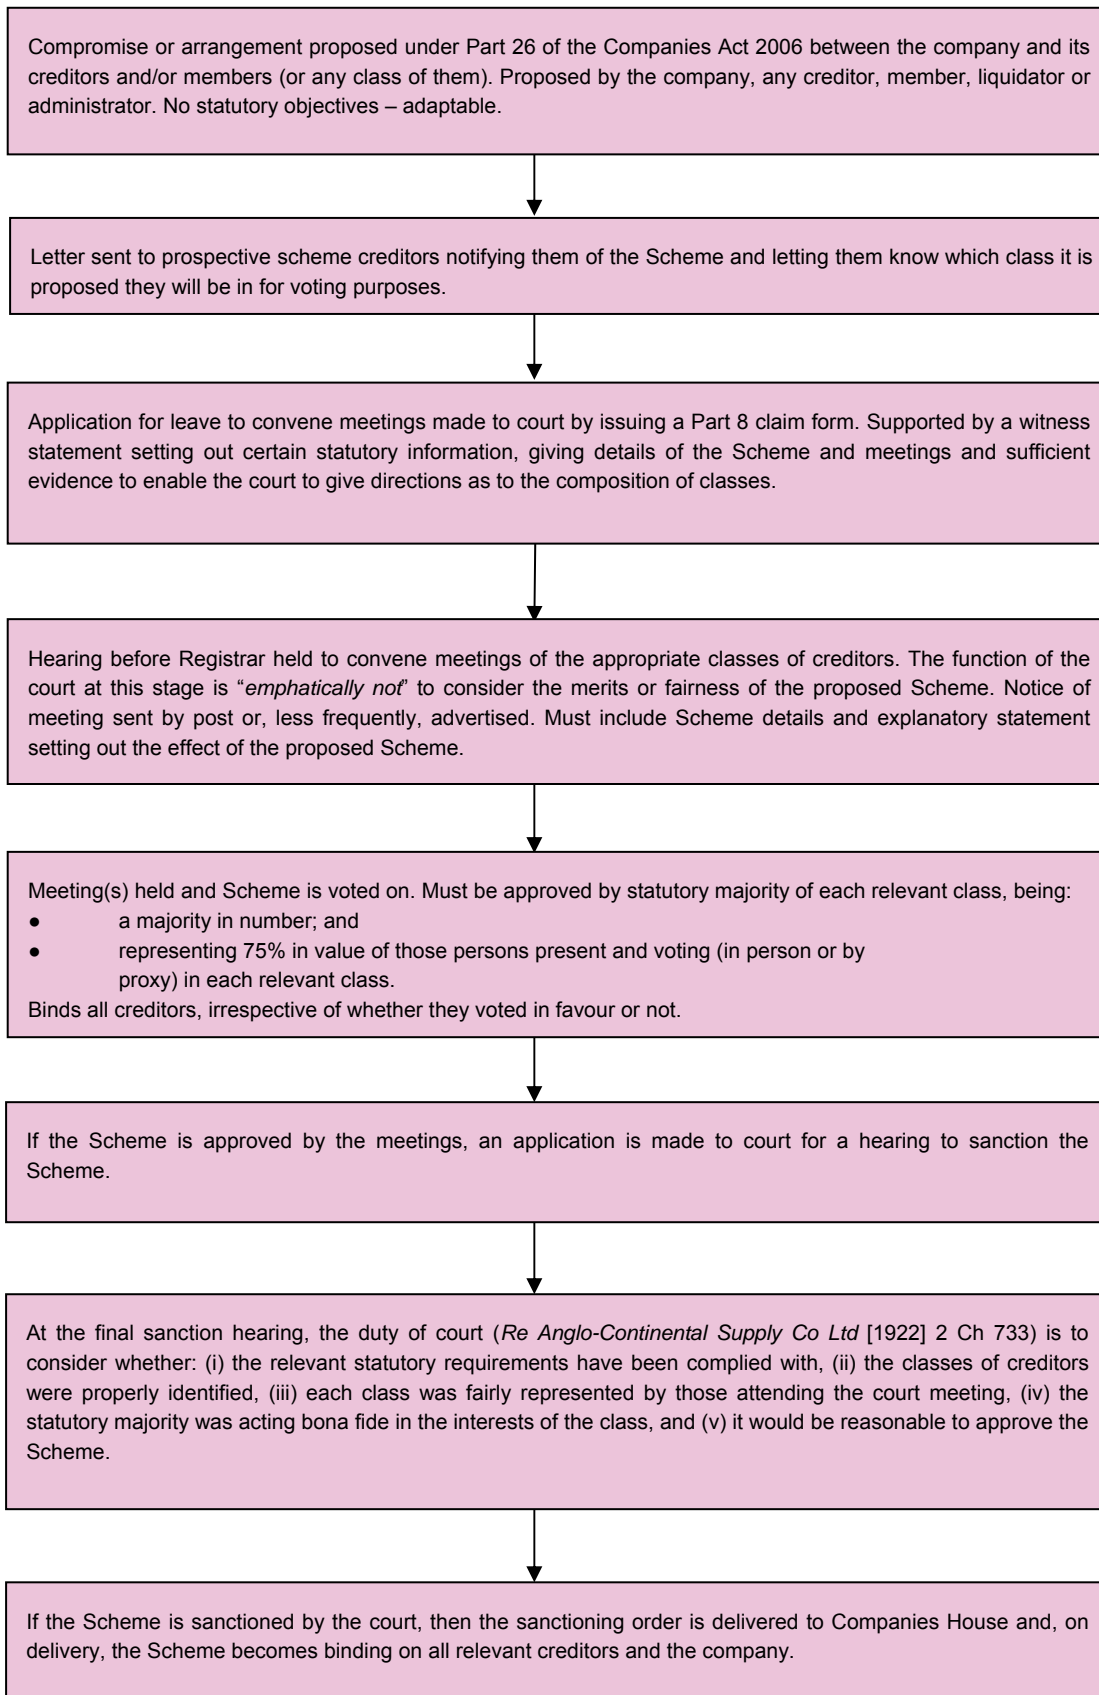 Compromise or arrangement proposed under Part 26 of the Companies Act 2006 between the company and its
creditors and/or members (or any class of them). Proposed by the company, any creditor, member, liquidator or
administrator. No statutory objectives – adaptable.
Letter sent to prospective scheme creditors notifying them of the Scheme and letting them know which class it is
proposed they will be in for voting purposes.
Application for leave to convene meetings made to court by issuing a Part 8 claim form. Supported by a witness
statement setting out certain statutory information, giving details of the Scheme and meetings and sufficient
evidence to enable the court to give directions as to the composition of classes.
Hearing before Registrar held to convene meetings of the appropriate classes of creditors. The function of the
court at this stage is “emphatically not” to consider the merits or fairness of the proposed Scheme. Notice of
meeting sent by post or, less frequently, advertised. Must include Scheme details and explanatory statement
setting out the effect of the proposed Scheme.
Meeting(s) held and Scheme is voted on. Must be approved by statutory majority of each relevant class, being:
● a majority in number; and
● representing 75% in value of those persons present and voting (in person or by
proxy) in each relevant class.
Binds all creditors, irrespective of whether they voted in favour or not.
If the Scheme is approved by the meetings, an application is made to court for a hearing to sanction the
Scheme.
At the final sanction hearing, the duty of court (Re Anglo-Continental Supply Co Ltd [1922] 2 Ch 733) is to
consider whether: (i) the relevant statutory requirements have been complied with, (ii) the classes of creditors
were properly identified, (iii) each class was fairly represented by those attending the court meeting, (iv) the
statutory majority was acting bona fide in the interests of the class, and (v) it would be reasonable to approve the
Scheme.
If the Scheme is sanctioned by the court, then the sanctioning order is delivered to Companies House and, on
delivery, the Scheme becomes binding on all relevant creditors and the company.